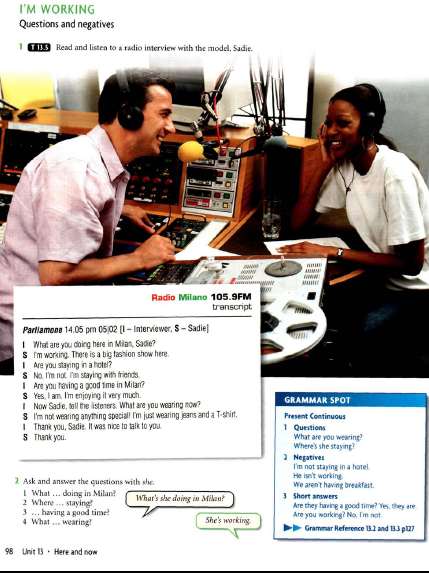 I'M WORKING
Questions and negatives
1 T 13.5 Read and listen to a radio interview with the model, Sadie.
Radio Milano 105.9FM
transcript
Parliamone 14.05 pm 05|02 [I – Interviewer, S – Sadie]
I What are you doing here in Milan, Sadie?
S I'm working. There is a big fashion show here.
I Are you staying in a hotel?
S No, I'm not. I'm staying with friends.
I Are you having a good time in Milan?
S Yes, I am. I'm enjoying it very much.
I Now Sadie, tell the listeners. What are you wearing now?
S I'm not wearing anything special! I'm just wearing jeans and a T-shirt.
I Thank you, Sadie. It was nice to talk to you.
S Thank you.
2 Ask and answer the questions with she.
1 What … doing in Milan?
2 Where … staying?
3 … having a good time?
4 What … wearing?
What's she doing in Milan?
She's working.
GRAMMAR SPOT
Present Continuous
1 Questions
What are you wearing?
Where's she staying?
2 Negatives
I'm not staying in a hotel.
He isn't working.
We aren't having breakfast.
3 Short answers
Are they having a good time? Yes, they are.
Are you working? No, I'm not.
Grammar Reference 13.2 and 13.3 p127
98 Unit 13 · Here and now